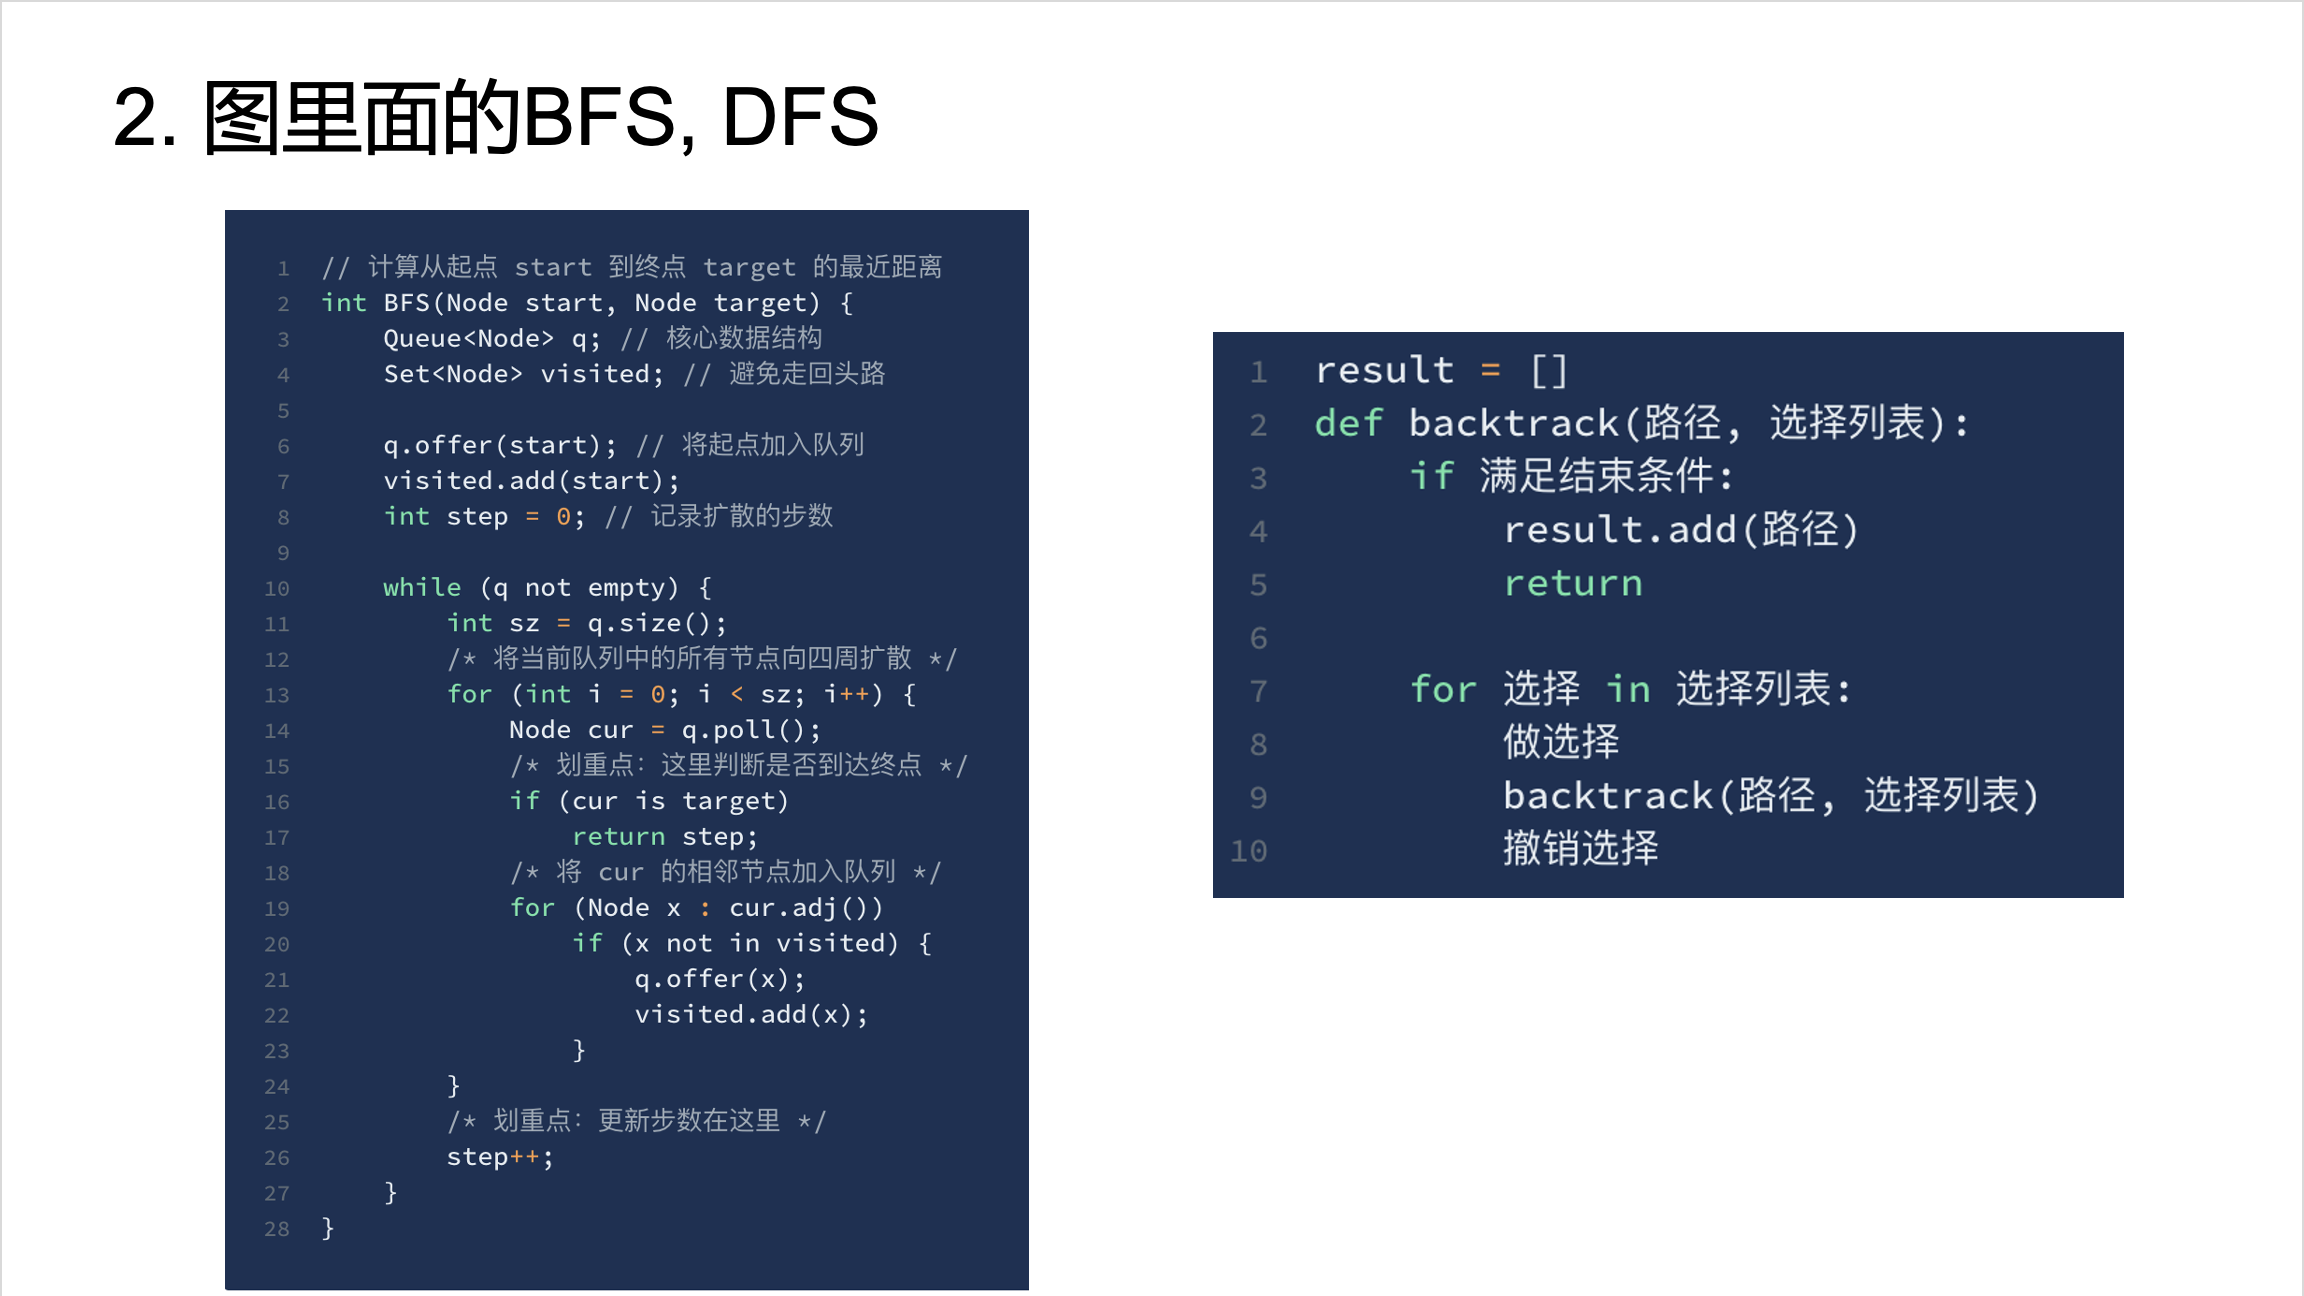 2. 图里面的BFS, DFS
1 // 计算从起点 start 到终点 target 的最近距离
2 int BFS(Node start, Node target) {
3     Queue<Node> q; // 核心数据结构
4     Set<Node> visited; // 避免走回头路
5
6     q.offer(start); // 将起点加入队列
7     visited.add(start);
8     int step = 0; // 记录扩散的步数
9
10     while (q not empty) {
11         int sz = q.size();
12         /* 将当前队列中的所有节点向四周扩散 */
13         for (int i = 0; i < sz; i++) {
14             Node cur = q.poll();
15             /* 划重点：这里判断是否到达终点 */
16             if (cur is target)
17                 return step;
18             /* 将 cur 的相邻节点加入队列 */
19             for (Node x : cur.adj())
20                 if (x not in visited) {
21                     q.offer(x);
22                     visited.add(x);
23                 }
24         }
25         /* 划重点：更新步数在这里 */
26         step++;
27     }
28 }
1 result = []
2 def backtrack(路径, 选择列表):
3     if 满足结束条件:
4         result.add(路径)
5         return
6
7     for 选择 in 选择列表:
8         做选择
9         backtrack(路径, 选择列表)
10         撤销选择